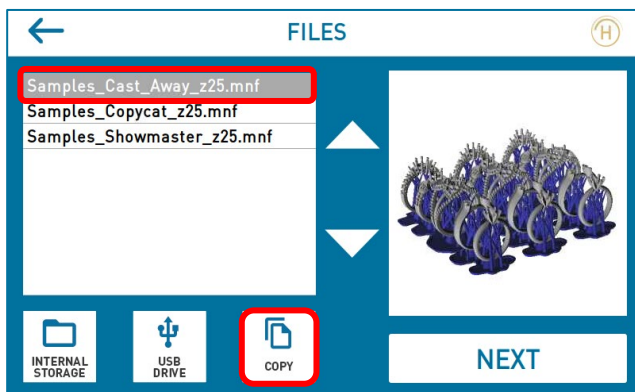 FILES
H
Samples_Cast_Away_z25.mnf
Samples_Copycat_z25.mnf
Samples_Showmaster_z25.mnf
INTERNAL
STORAGE
USB
DRIVE
COPY
NEXT